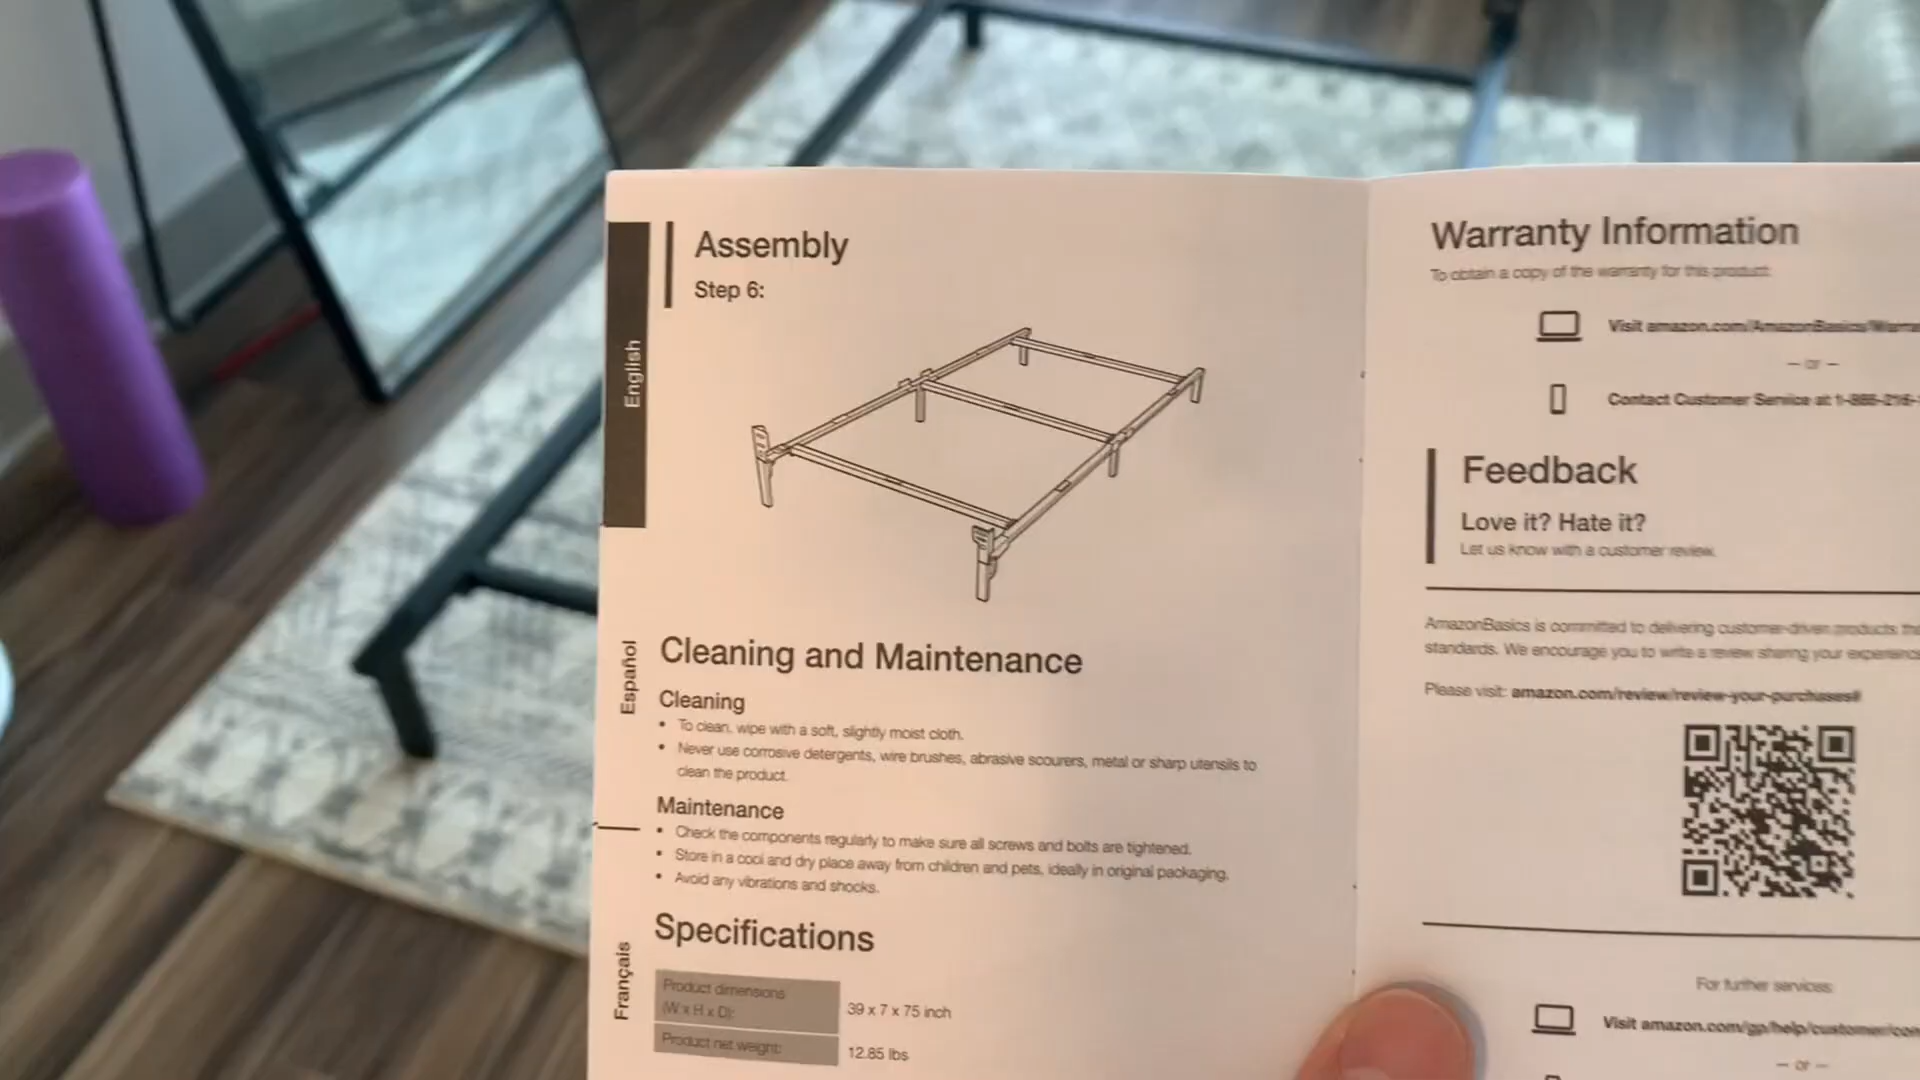 English
Assembly
Step 6:
Español
Cleaning and Maintenance
Cleaning
• To clean, wipe with a soft, slightly moist cloth.
• Never use corrosive detergents, wire brushes, abrasive scourers, metal or sharp utensils to
clean the product.
Maintenance
• Check the components regularly to make sure all screws and bolts are tightened.
• Store in a cool and dry place away from children and pets, ideally in original packaging.
• Avoid any vibrations and shocks.
Français
Specifications
Product dimensions
(W x H x D):
39 x 7 x 75 inch
Product net weight:
12.85 lbs
Warranty Information
To obtain a copy of the warranty for this product:
Visit amazon.com/AmazonBasics/Warra
— or —
Contact Customer Service at 1-866-216-
Feedback
Love it? Hate it?
Let us know with a customer review.
AmazonBasics is committed to delivering customer-driven products
standards. We encourage you to write a review sharing your experience
Please visit: amazon.com/review/review-your-purchases#
For further services:
Visit amazon.com/gp/help/customer/con
— or —